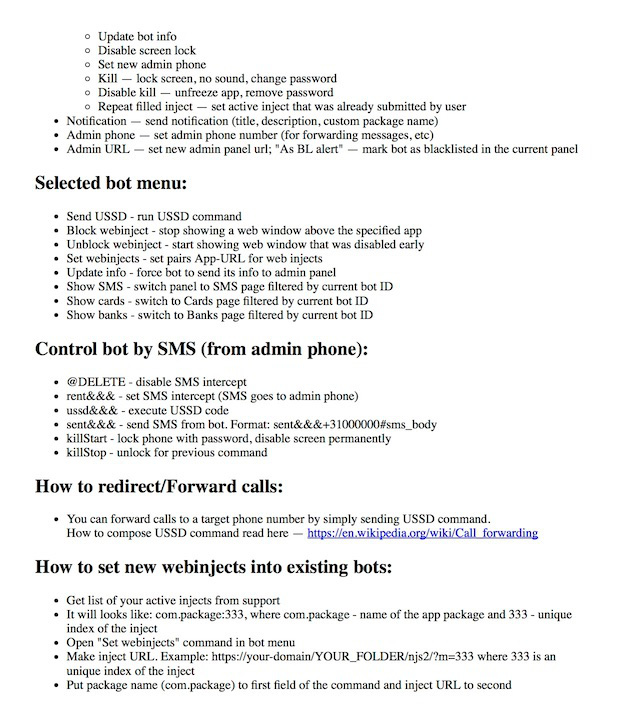 Update bot info
Disable screen lock
Set new admin phone
Kill — lock screen, no sound, change password
Disable kill — unfreeze app, remove password
Repeat filled inject — set active inject that was already submitted by user
Notification — send notification (title, description, custom package name)
Admin phone — set admin phone number (for forwarding messages, etc)
Admin URL — set new admin panel url; "As BL alert" — mark bot as blacklisted in the current panel
Selected bot menu:
Send USSD - run USSD command
Block webinject - stop showing a web window above the specified app
Unblock webinject - start showing web window that was disabled early
Set webinjects - set pairs App-URL for web injects
Update info - force bot to send its info to admin panel
Show SMS - switch panel to SMS page filtered by current bot ID
Show cards - switch to Cards page filtered by current bot ID
Show banks - switch to Banks page filtered by current bot ID
Control bot by SMS (from admin phone):
@DELETE - disable SMS intercept
rent&&& - set SMS intercept (SMS goes to admin phone)
ussd&&& - execute USSD code
sent&&& - send SMS from bot. Format: sent&&&+31000000#sms_body
killStart - lock phone with password, disable screen permanently
killStop - unlock for previous command
How to redirect/Forward calls:
You can forward calls to a target phone number by simply sending USSD command.
How to compose USSD command read here — https://en.wikipedia.org/wiki/Call_forwarding
How to set new webinjects into existing bots:
Get list of your active injects from support
It will looks like: com.package:333, where com.package - name of the app package and 333 - unique
index of the inject
Open "Set webinjects" command in bot menu
Make inject URL. Example: https://your-domain/YOUR_FOLDER/njs2/?m=333 where 333 is an
unique index of the inject
Put package name (com.package) to first field of the command and inject URL to second